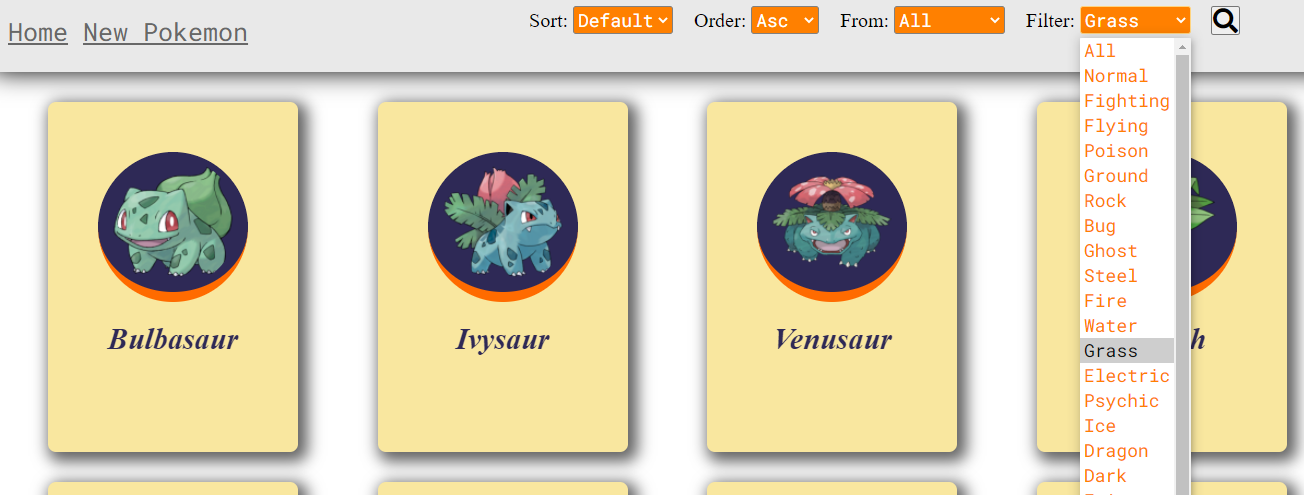 Home New Pokemon Sort: Default Order: Asc From: All Filter: Grass
All
Normal
Fighting
Flying
Poison
Ground
Rock
Bug
Ghost
Steel
Fire
Water
Grass
Electric
Psychic
Ice
Dragon
Dark
Bulbasaur Ivysaur Venusaur